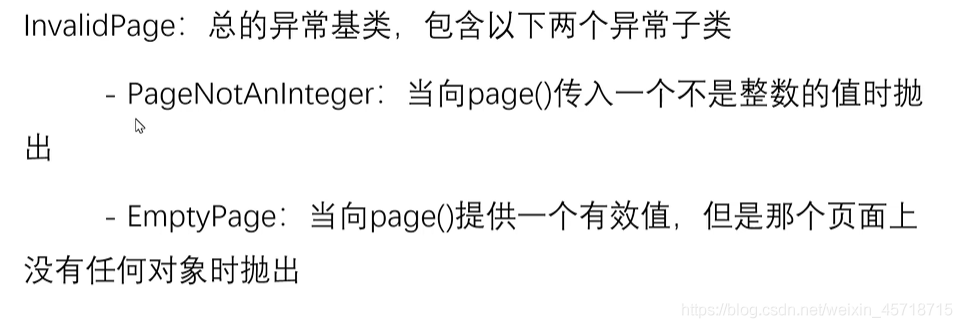 InvalidPage：总的异常基类，包含以下两个异常子类
- PageNotAnInteger：当向page()传入一个不是整数的值时抛
出
- EmptyPage：当向page()提供一个有效值，但是那个页面上
没有任何对象时抛出
https://blog.csdn.net/weixin_45718715